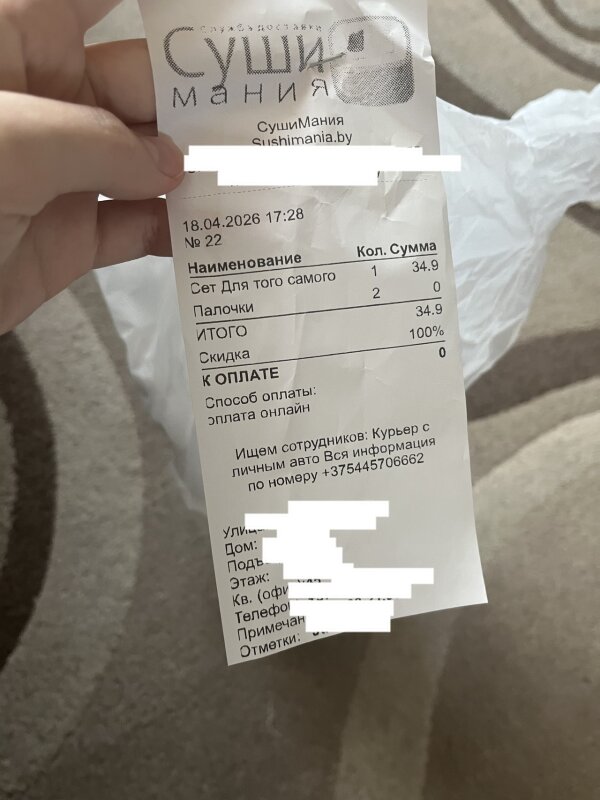 Служба доставки
Суши
мания
СушиМания
Sushimania.by
18.04.2026 17:28
№ 22
Наименование Кол. Сумма
Сет Для того самого 1 34.9
Палочки 2 0
ИТОГО 34.9
Скидка 100%
К ОПЛАТЕ 0
Способ оплаты:
оплата онлайн
Ищем сотрудников: Курьер с
личным авто Вся информация
по номеру +375445706662
Дом:
Этаж:
Отметки: